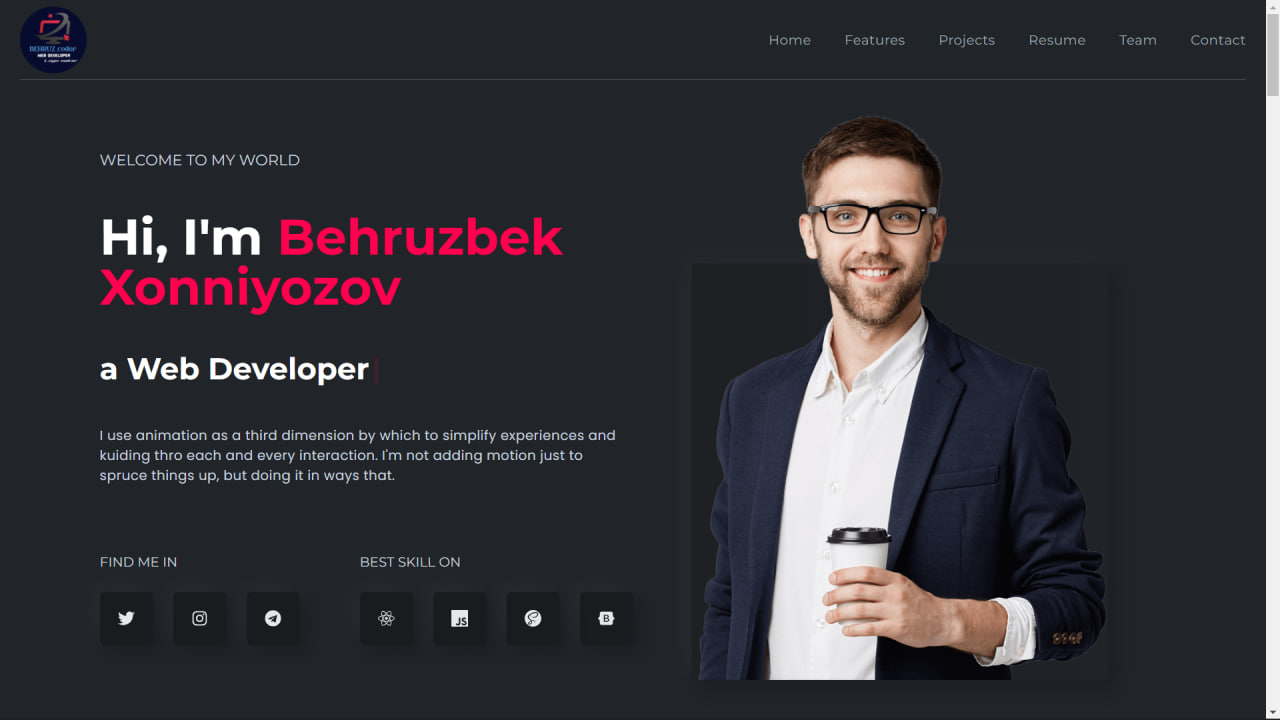 BEHRUZ.coder
WEB DEVELOPER
Home Features Projects Resume Team Contact
WELCOME TO MY WORLD
Hi, I'm Behruzbek
Xonniyozov
a Web Developer
I use animation as a third dimension by which to simplify experiences and
kuiding thro each and every interaction. I'm not adding motion just to
spruce things up, but doing it in ways that.
FIND ME IN
BEST SKILL ON
JS
B